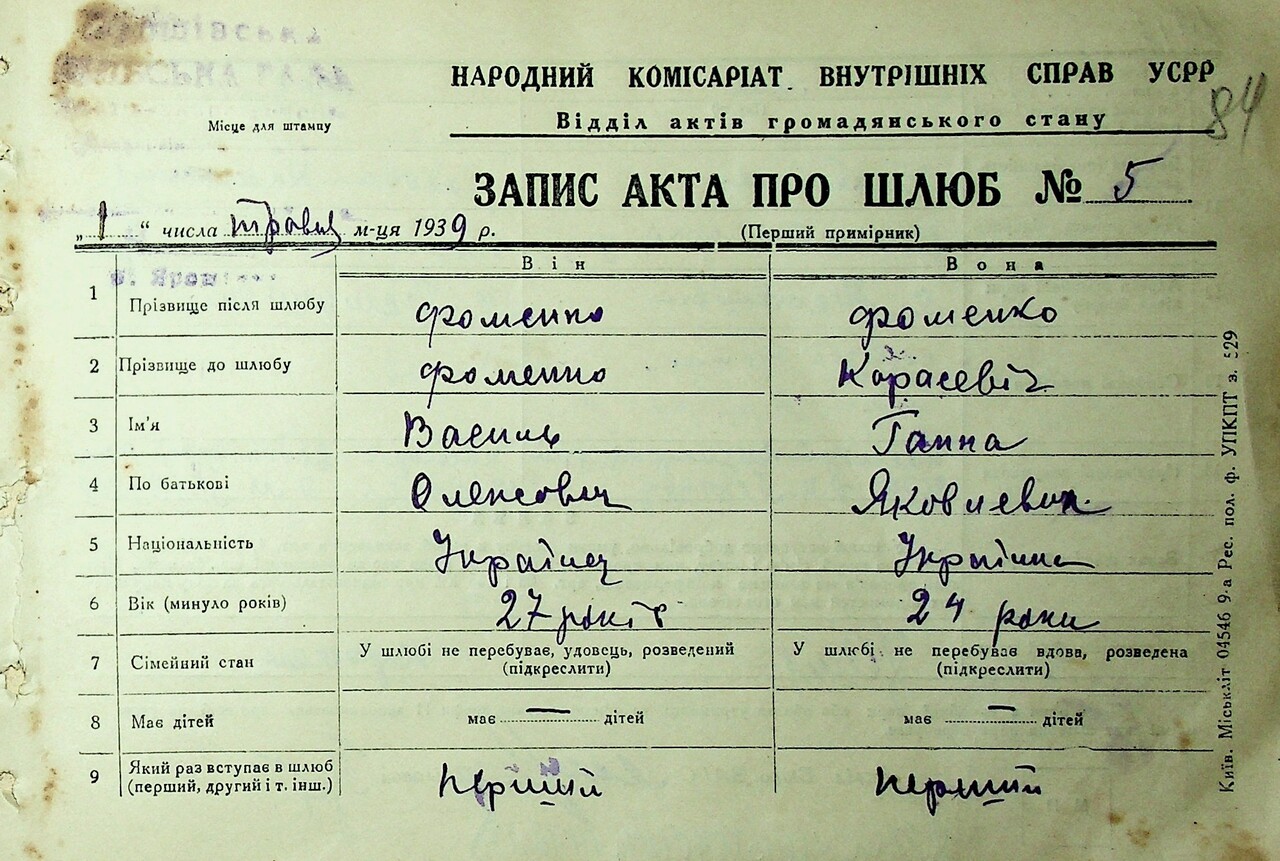 НАРОДНИЙ КОМІСАРІАТ ВНУТРІШНІХ СПРАВ УСРР
84
Місце для штампу
Відділ актів громадянського стану
ЗАПИС АКТА ПРО ШЛЮБ № 5
„1“ числа травня м-ця 1939 р.
(Перший примірник)
Він Вона
1 Прізвище після шлюбу Фоменко Фоменко
2 Прізвище до шлюбу Фоменко Карасевіч
3 Ім'я Василь Ганна
4 По батькові Олексович Яковлевна
5 Національність Українец Українка
6 Вік (минуло років) 27 років 24 роки
7 Сімейний стан У шлюбі не перебуває, удовець, розведений (підкреслити) У шлюбі не перебуває вдова, розведена (підкреслити)
8 Має дітей має — дітей має — дітей
9 Який раз вступає в шлюб (перший, другий і т. інш.) перший перший
Київ. Міськліт 04546 9-а Рес. пол. ф. УПКПТ з. 529